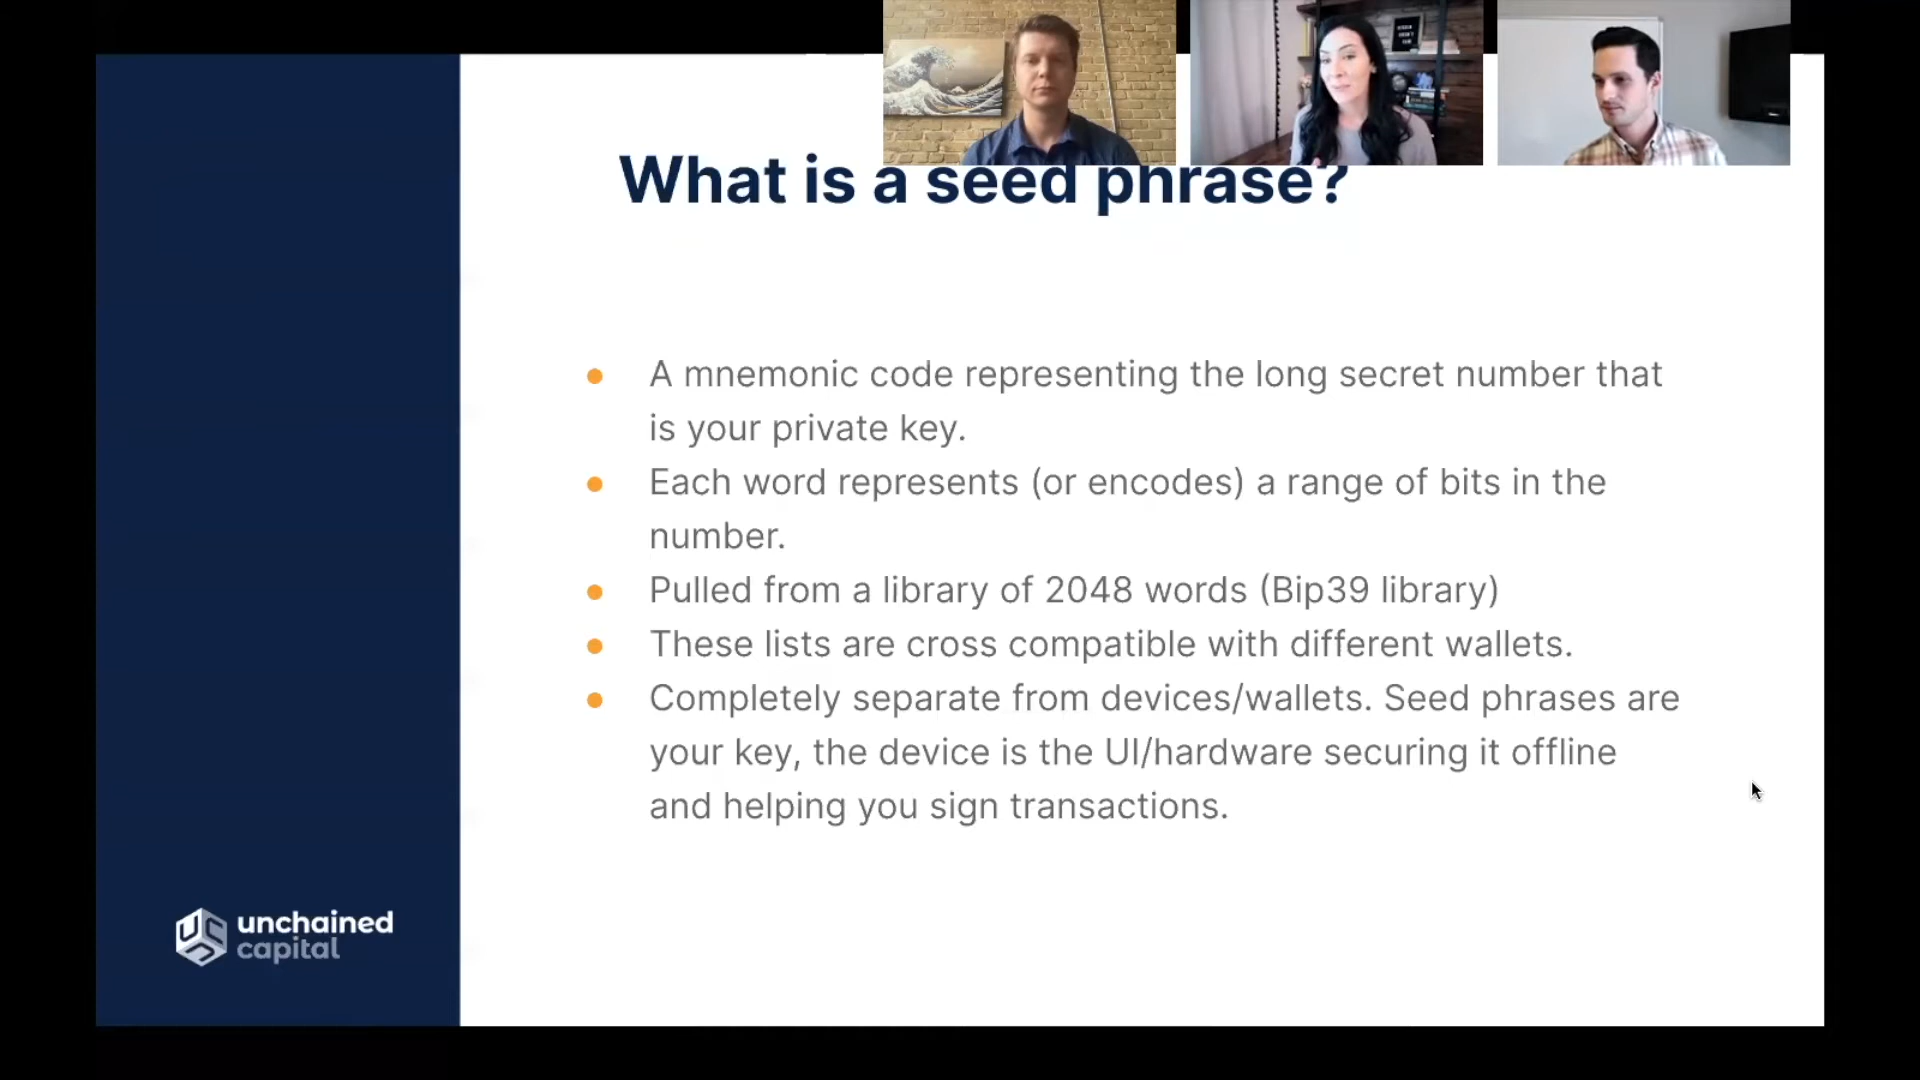 What is a seed phrase?
A mnemonic code representing the long secret number that
is your private key.
Each word represents (or encodes) a range of bits in the
number.
Pulled from a library of 2048 words (Bip39 library)
These lists are cross compatible with different wallets.
Completely separate from devices/wallets. Seed phrases are
your key, the device is the UI/hardware securing it offline
and helping you sign transactions.
unchained
capital